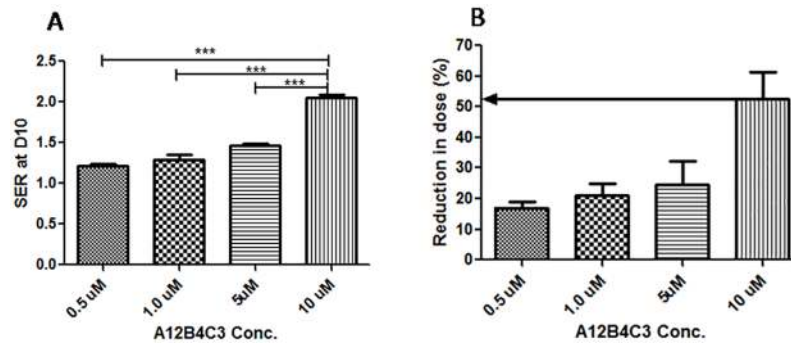 A
***
***
***
SER at D10
2.5
2.0
1.5
1.0
0.5
0.0
0.5 uM
1.0 uM
5uM
10 uM
A12B4C3 Conc.
B
Reduction in dose (%)
70
60
50
40
30
20
10
0
0.5 uM
1.0 uM
5uM
10 uM
A12B4C3 Conc.